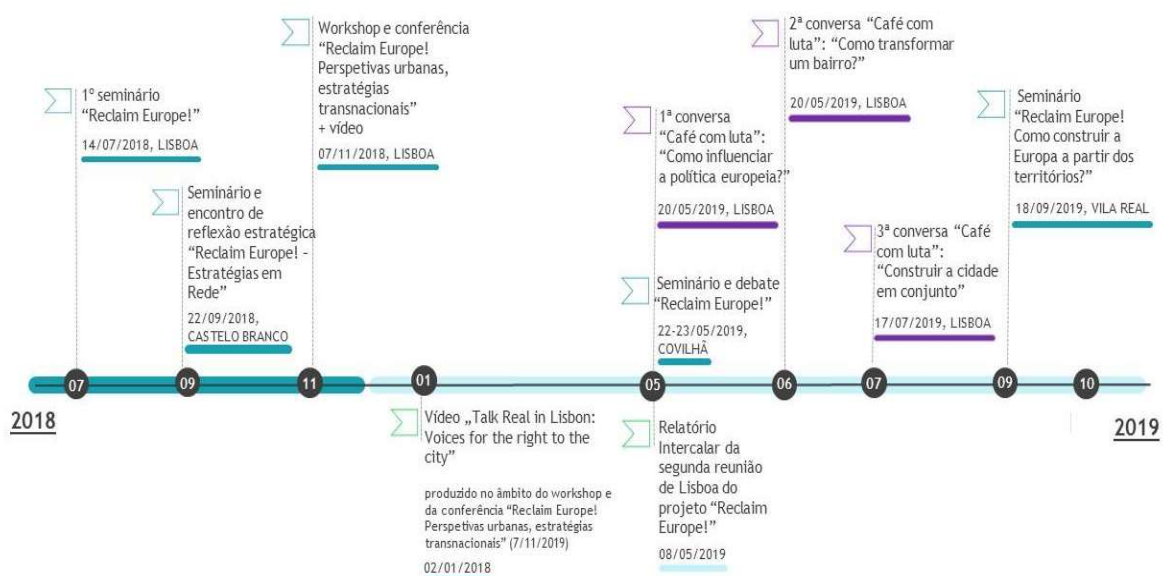 1º seminário
“Reclaim Europe!”
14/07/2018, LISBOA
Seminário e
encontro de
reflexão estratégica
“Reclaim Europe! -
Estratégias em
Rede”
22/09/2018,
CASTELO BRANCO
Workshop e conferência
“Reclaim Europe!
Perspetivas urbanas,
estratégias
transnacionais”
+ vídeo
07/11/2018, LISBOA
1ª conversa
“Café com luta”:
“Como influenciar
a política europeia?”
20/05/2019, LISBOA
Seminário e debate
“Reclaim Europe!”
22-23/05/2019,
COVILHÃ
2ª conversa “Café com
luta”: “Como transformar
um bairro?”
20/05/2019, LISBOA
3ª conversa “Café
com luta”:
“Construir a cidade
em conjunto”
17/07/2019, LISBOA
Seminário
“Reclaim Europe!
Como construir a
Europa a partir dos
territórios?”
18/09/2019, VILA REAL
07
09
11
01
05
06
07
09
10
2018
2019
Vídeo „Talk Real in Lisbon:
Voices for the right to the
city”
produzido no âmbito do workshop e
da conferência “Reclaim Europe!
Perspetivas urbanas, estratégias
transnacionais” (7/11/2019)
02/01/2018
Relatório
Intercalar da
segunda reunião
de Lisboa do
projeto “Reclaim
Europe!”
08/05/2019